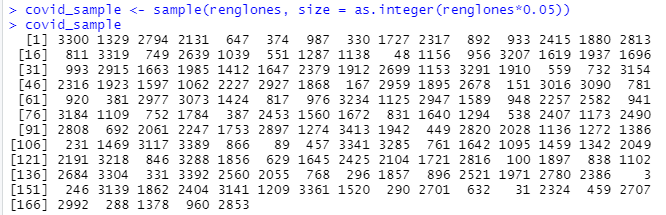 > covid_sample <- sample(renglones, size = as.integer(renglones*0.05))
> covid_sample
[1] 3300 1329 2794 2131 647 374 987 330 1727 2317 892 933 2415 1880 2813
[16] 811 3319 749 2639 1039 551 1287 1138 48 1156 956 3207 1619 1937 1696
[31] 993 2915 1663 1985 1412 1647 2379 1912 2699 1153 3291 1910 559 732 3154
[46] 2316 1923 1597 1062 2227 2927 1868 167 2959 1895 2678 151 3016 3090 781
[61] 920 381 2977 3073 1424 817 976 3234 1125 2947 1589 948 2257 2582 941
[76] 3184 1109 752 1784 387 2453 1560 1672 831 1640 1294 538 2407 1173 2490
[91] 2808 692 2061 2247 1753 2897 1274 3413 1942 449 2820 2028 1136 1272 1386
[106] 231 1469 3117 3389 866 89 457 3341 3285 761 1642 1095 1459 1342 2049
[121] 2191 3218 846 3288 1856 629 1645 2425 2104 1721 2816 100 1897 838 1102
[136] 2684 3304 331 3392 2560 2055 768 296 1857 896 2521 1971 2780 2386 3
[151] 246 3139 1862 2404 3141 1209 3361 1520 290 2701 632 31 2324 459 2707
[166] 2992 288 1378 960 2853